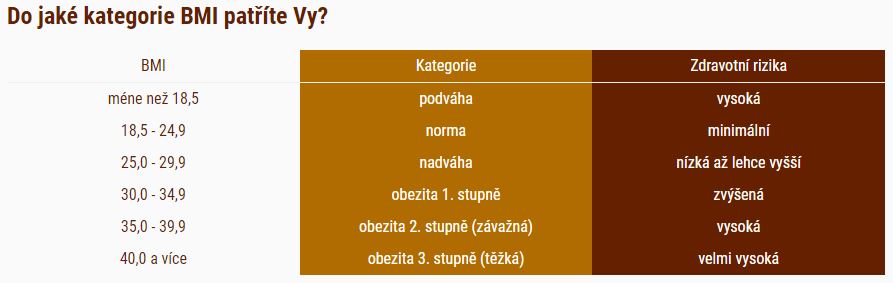 Do jaké kategorie BMI patříte Vy?
BMI Kategorie Zdravotní rizika
méne než 18,5 podváha vysoká
18,5 - 24,9 norma minimální
25,0 - 29,9 nadváha nízká až lehce vyšší
30,0 - 34,9 obezita 1. stupně zvýšená
35,0 - 39,9 obezita 2. stupně (závažná) vysoká
40,0 a více obezita 3. stupně (těžká) velmi vysoká